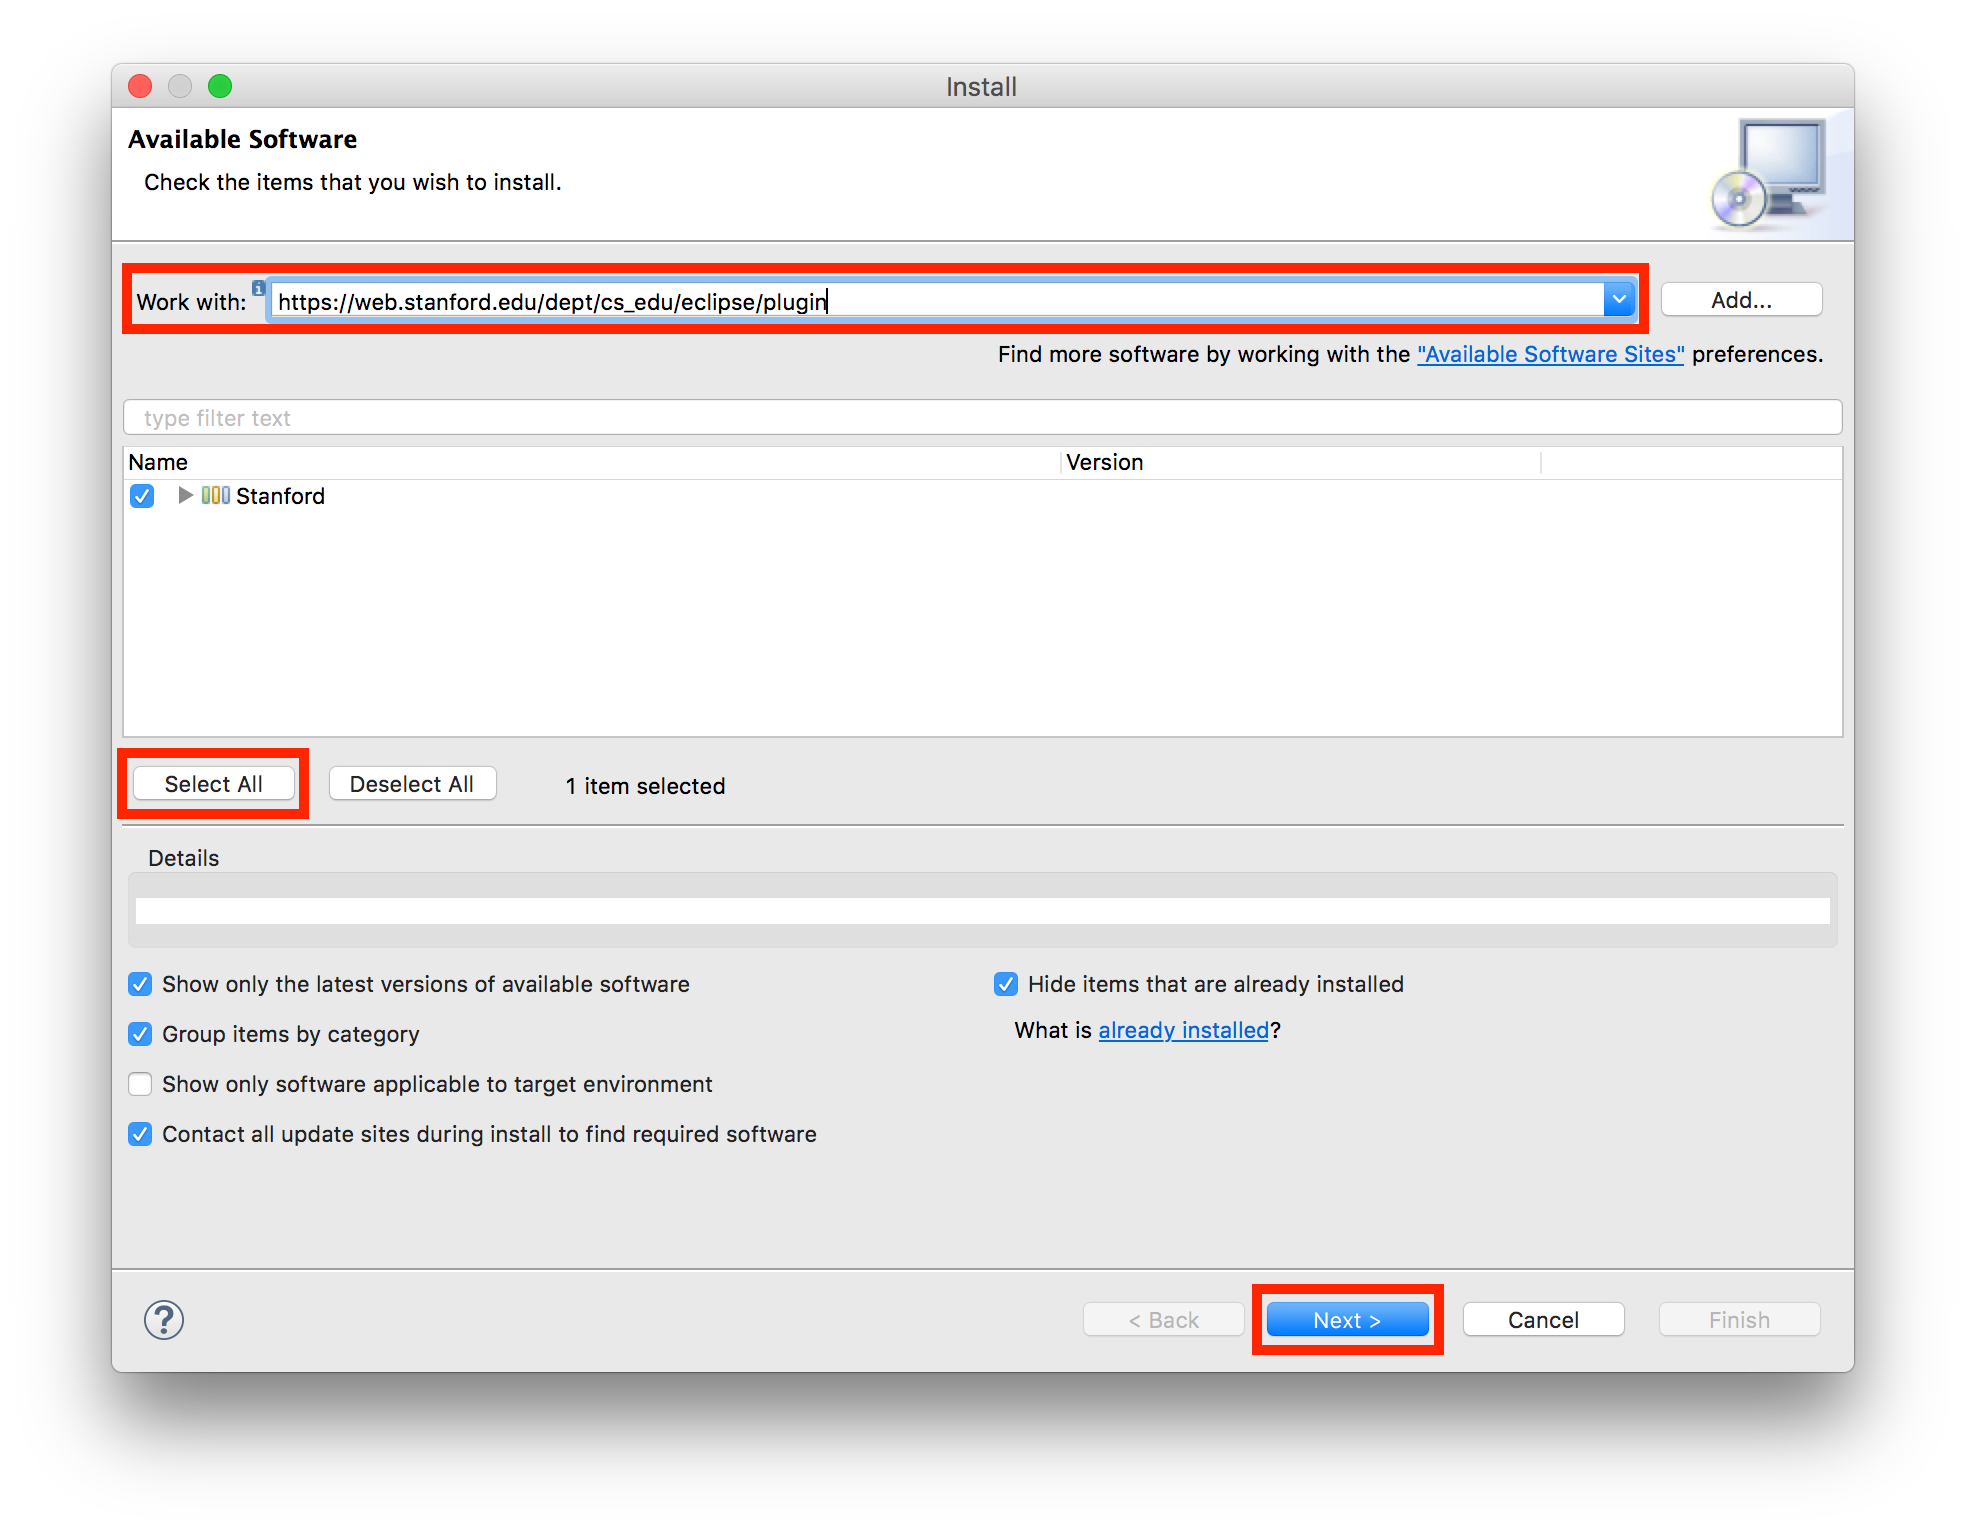 Install
Available Software
Check the items that you wish to install.
Work with: https://web.stanford.edu/dept/cs_edu/eclipse/plugin Add...
Find more software by working with the "Available Software Sites" preferences.
type filter text
Name Version
Stanford
Select All Deselect All 1 item selected
Details
Show only the latest versions of available software Hide items that are already installed
Group items by category What is already installed?
Show only software applicable to target environment
Contact all update sites during install to find required software
? < Back Next > Cancel Finish